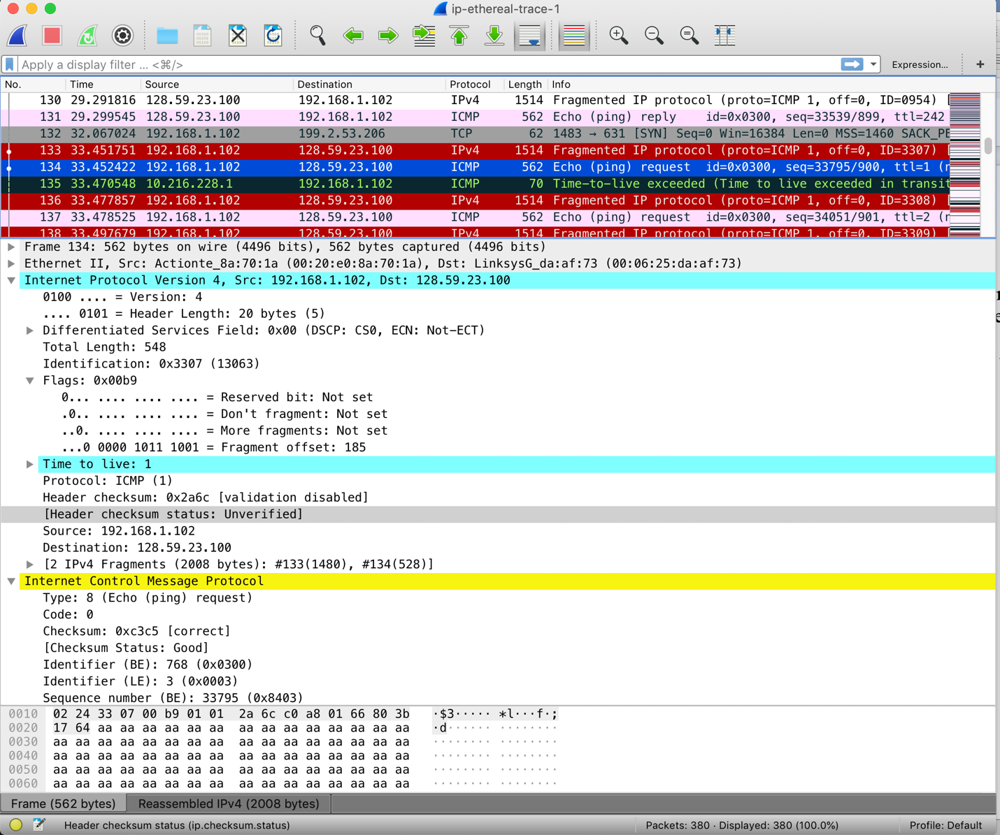 ip-ethereal-trace-1
Apply a display filter ... <⌘/>
Expression...
+
No. Time Source Destination Protocol Length Info
130 29.291816 128.59.23.100 192.168.1.102 IPv4 1514 Fragmented IP protocol (proto=ICMP 1, off=0, ID=0954) [
131 29.299545 128.59.23.100 192.168.1.102 ICMP 562 Echo (ping) reply id=0x0300, seq=33539/899, ttl=242
132 32.067024 192.168.1.102 199.2.53.206 TCP 62 1483 → 631 [SYN] Seq=0 Win=16384 Len=0 MSS=1460 SACK_PE
133 33.451751 192.168.1.102 128.59.23.100 IPv4 1514 Fragmented IP protocol (proto=ICMP 1, off=0, ID=3307) [
134 33.452422 192.168.1.102 128.59.23.100 ICMP 562 Echo (ping) request id=0x0300, seq=33795/900, ttl=1 (n
135 33.470548 10.216.228.1 192.168.1.102 ICMP 70 Time-to-live exceeded (Time to live exceeded in transit
136 33.477857 192.168.1.102 128.59.23.100 IPv4 1514 Fragmented IP protocol (proto=ICMP 1, off=0, ID=3308) [
137 33.478525 192.168.1.102 128.59.23.100 ICMP 562 Echo (ping) request id=0x0300, seq=34051/901, ttl=2 (n
138 33.497679 192.168.1.102 128.59.23.100 IPv4 1514 Fragmented IP protocol (proto=ICMP 1, off=0, ID=3309) [
Frame 134: 562 bytes on wire (4496 bits), 562 bytes captured (4496 bits)
Ethernet II, Src: Actionte_8a:70:1a (00:20:e0:8a:70:1a), Dst: LinksysG_da:af:73 (00:06:25:da:af:73)
Internet Protocol Version 4, Src: 192.168.1.102, Dst: 128.59.23.100
0100 .... = Version: 4
.... 0101 = Header Length: 20 bytes (5)
Differentiated Services Field: 0x00 (DSCP: CS0, ECN: Not-ECT)
Total Length: 548
Identification: 0x3307 (13063)
Flags: 0x00b9
0... .... .... .... = Reserved bit: Not set
.0.. .... .... .... = Don't fragment: Not set
..0. .... .... .... = More fragments: Not set
...0 0000 1011 1001 = Fragment offset: 185
Time to live: 1
Protocol: ICMP (1)
Header checksum: 0x2a6c [validation disabled]
[Header checksum status: Unverified]
Source: 192.168.1.102
Destination: 128.59.23.100
[2 IPv4 Fragments (2008 bytes): #133(1480), #134(528)]
Internet Control Message Protocol
Type: 8 (Echo (ping) request)
Code: 0
Checksum: 0xc3c5 [correct]
[Checksum Status: Good]
Identifier (BE): 768 (0x0300)
Identifier (LE): 3 (0x0003)
Sequence number (BE): 33795 (0x8403)
0010 02 24 33 07 00 b9 01 01 2a 6c c0 a8 01 66 80 3b ·$3····· *l···f·;
0020 17 64 aa aa aa aa aa aa aa aa aa aa aa aa aa aa ·d······ ········
0030 aa aa aa aa aa aa aa aa aa aa aa aa aa aa aa aa ········ ········
0040 aa aa aa aa aa aa aa aa aa aa aa aa aa aa aa aa ········ ········
0050 aa aa aa aa aa aa aa aa aa aa aa aa aa aa aa aa ········ ········
0060 aa aa aa aa aa aa aa aa aa aa aa aa aa aa aa aa ········ ········
Frame (562 bytes) Reassembled IPv4 (2008 bytes)
Header checksum status (ip.checksum.status) Packets: 380 · Displayed: 380 (100.0%) Profile: Default